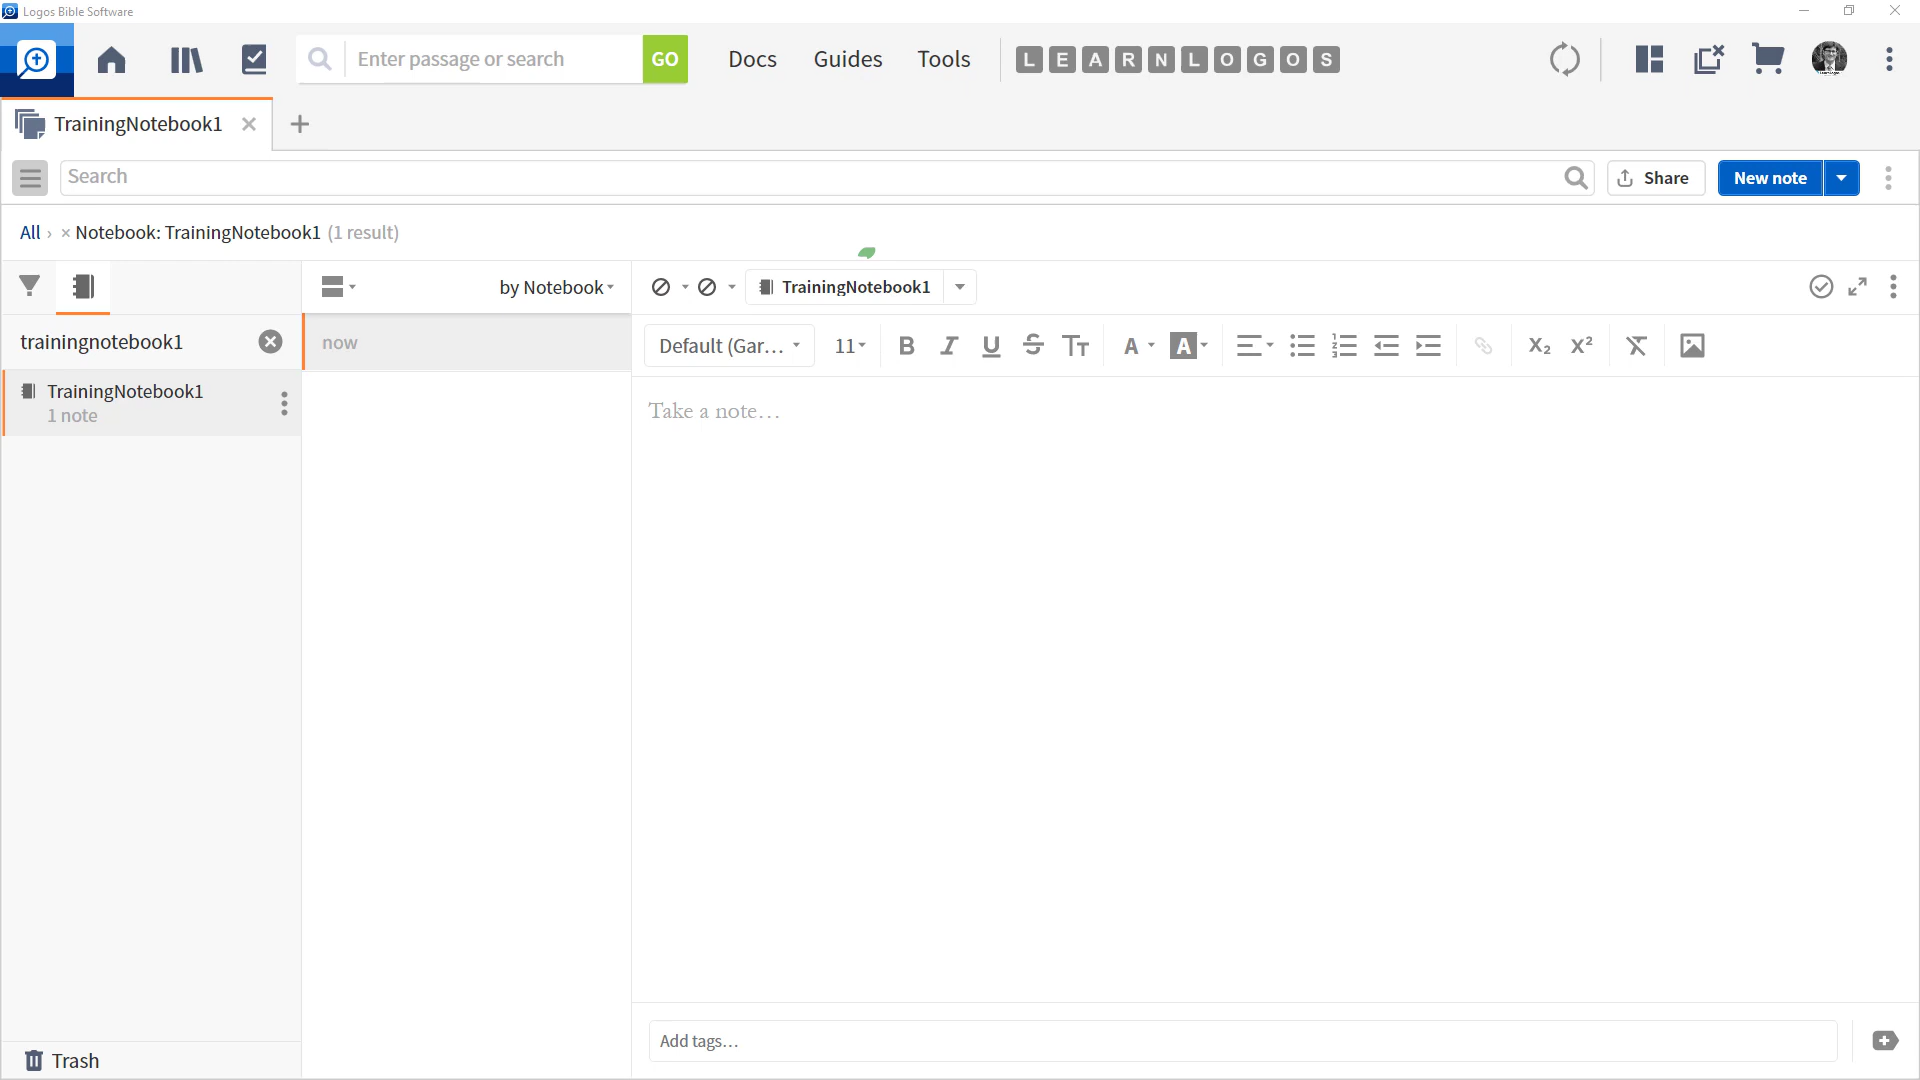 Logos Bible Software
Enter passage or search
GO
Docs
Guides
Tools
L E A R N L O G O S
TrainingNotebook1
Search
Share
New note
All › × Notebook: TrainingNotebook1 (1 result)
by Notebook
TrainingNotebook1
trainingnotebook1
now
Default (Gar...
11
TrainingNotebook1
1 note
Take a note...
Add tags...
Trash